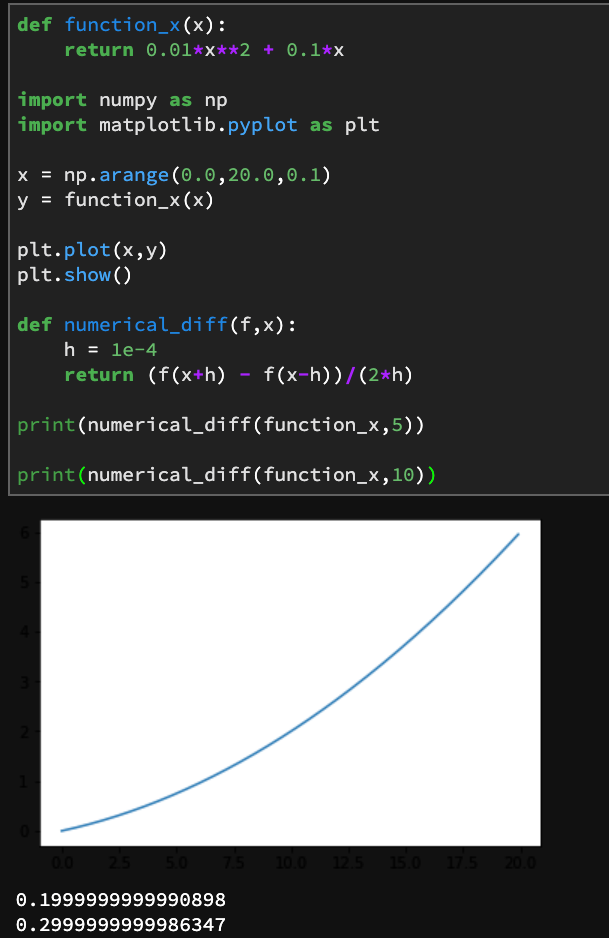 def function_x(x):
    return 0.01*x**2 + 0.1*x
import numpy as np
import matplotlib.pyplot as plt
x = np.arange(0.0,20.0,0.1)
y = function_x(x)
plt.plot(x,y)
plt.show()
def numerical_diff(f,x):
    h = 1e-4
    return (f(x+h) - f(x-h))/(2*h)
print(numerical_diff(function_x,5))
print(numerical_diff(function_x,10))
6
5
4
3
2
1
0
0.0 2.5 5.0 7.5 10.0 12.5 15.0 17.5 20.0
0.1999999999990898
0.2999999999986347